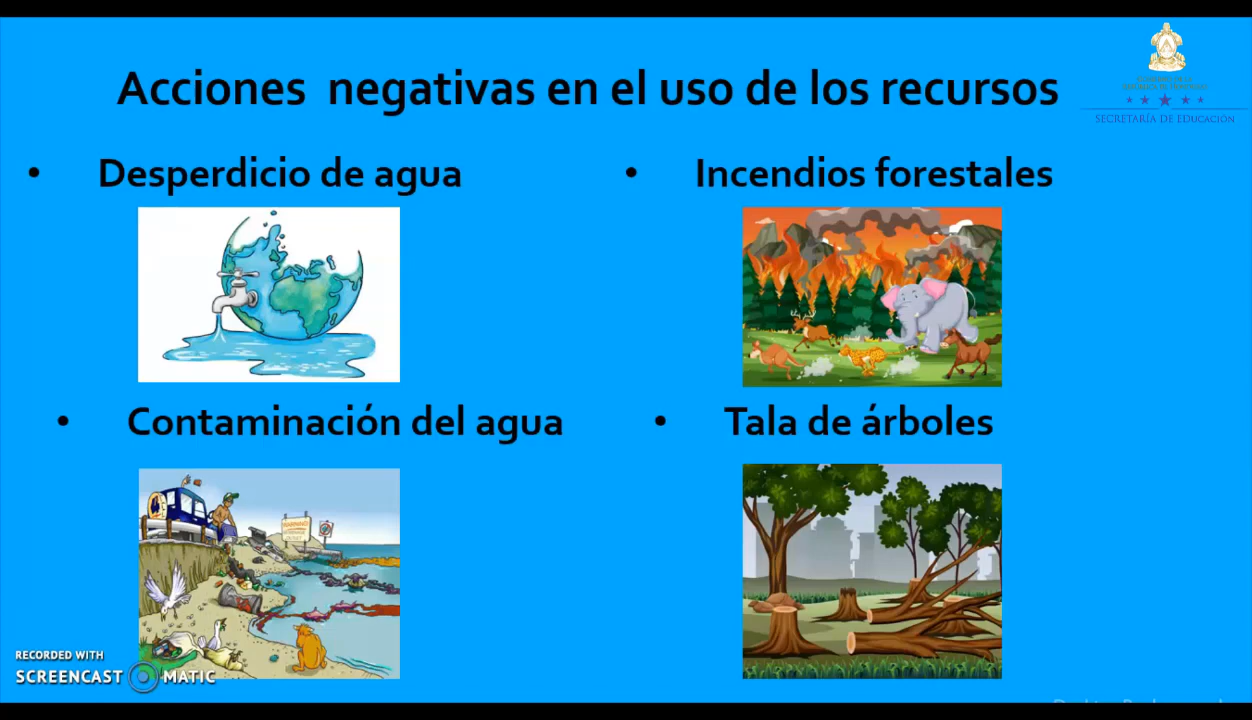 Acciones negativas en el uso de los recursos
SECRETARÍA DE EDUCACIÓN
• Desperdicio de agua
• Incendios forestales
• Contaminación del agua
• Tala de árboles
WARNING
RECORDED WITH
SCREENCAST MATIC